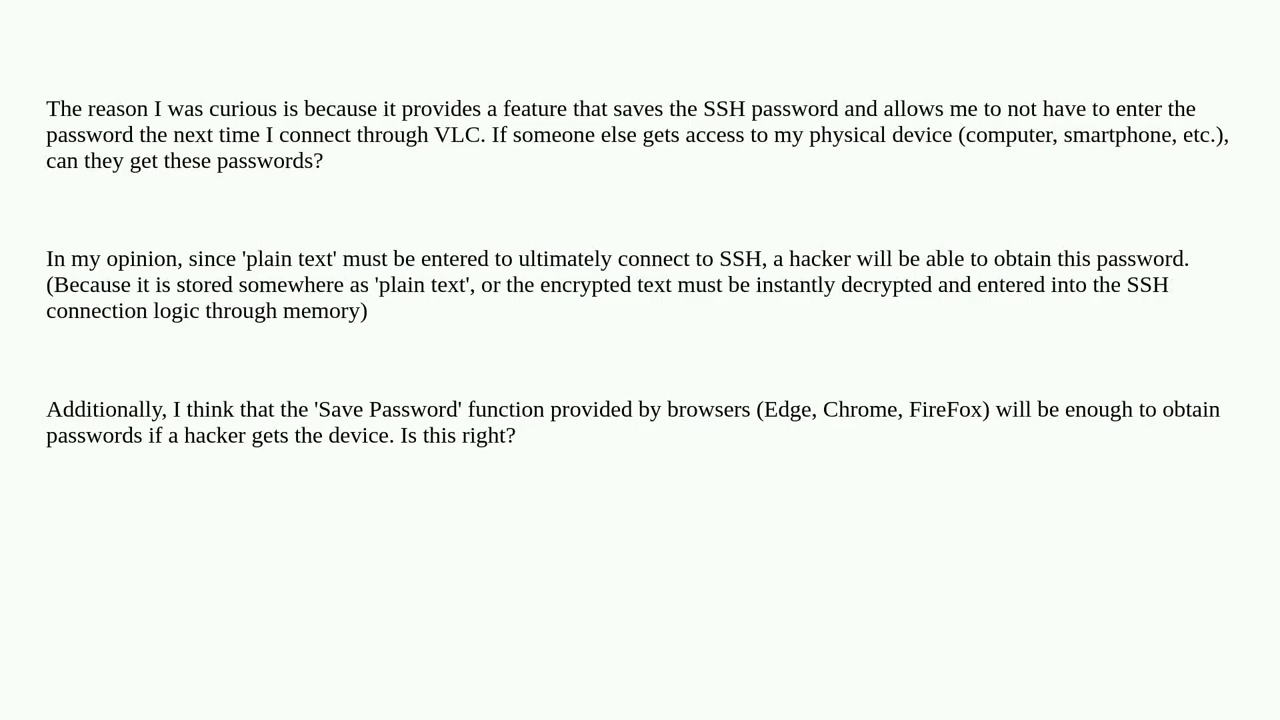 The reason I was curious is because it provides a feature that saves the SSH password and allows me to not have to enter the
password the next time I connect through VLC. If someone else gets access to my physical device (computer, smartphone, etc.),
can they get these passwords?
In my opinion, since 'plain text' must be entered to ultimately connect to SSH, a hacker will be able to obtain this password.
(Because it is stored somewhere as 'plain text', or the encrypted text must be instantly decrypted and entered into the SSH
connection logic through memory)
Additionally, I think that the 'Save Password' function provided by browsers (Edge, Chrome, FireFox) will be enough to obtain
passwords if a hacker gets the device. Is this right?